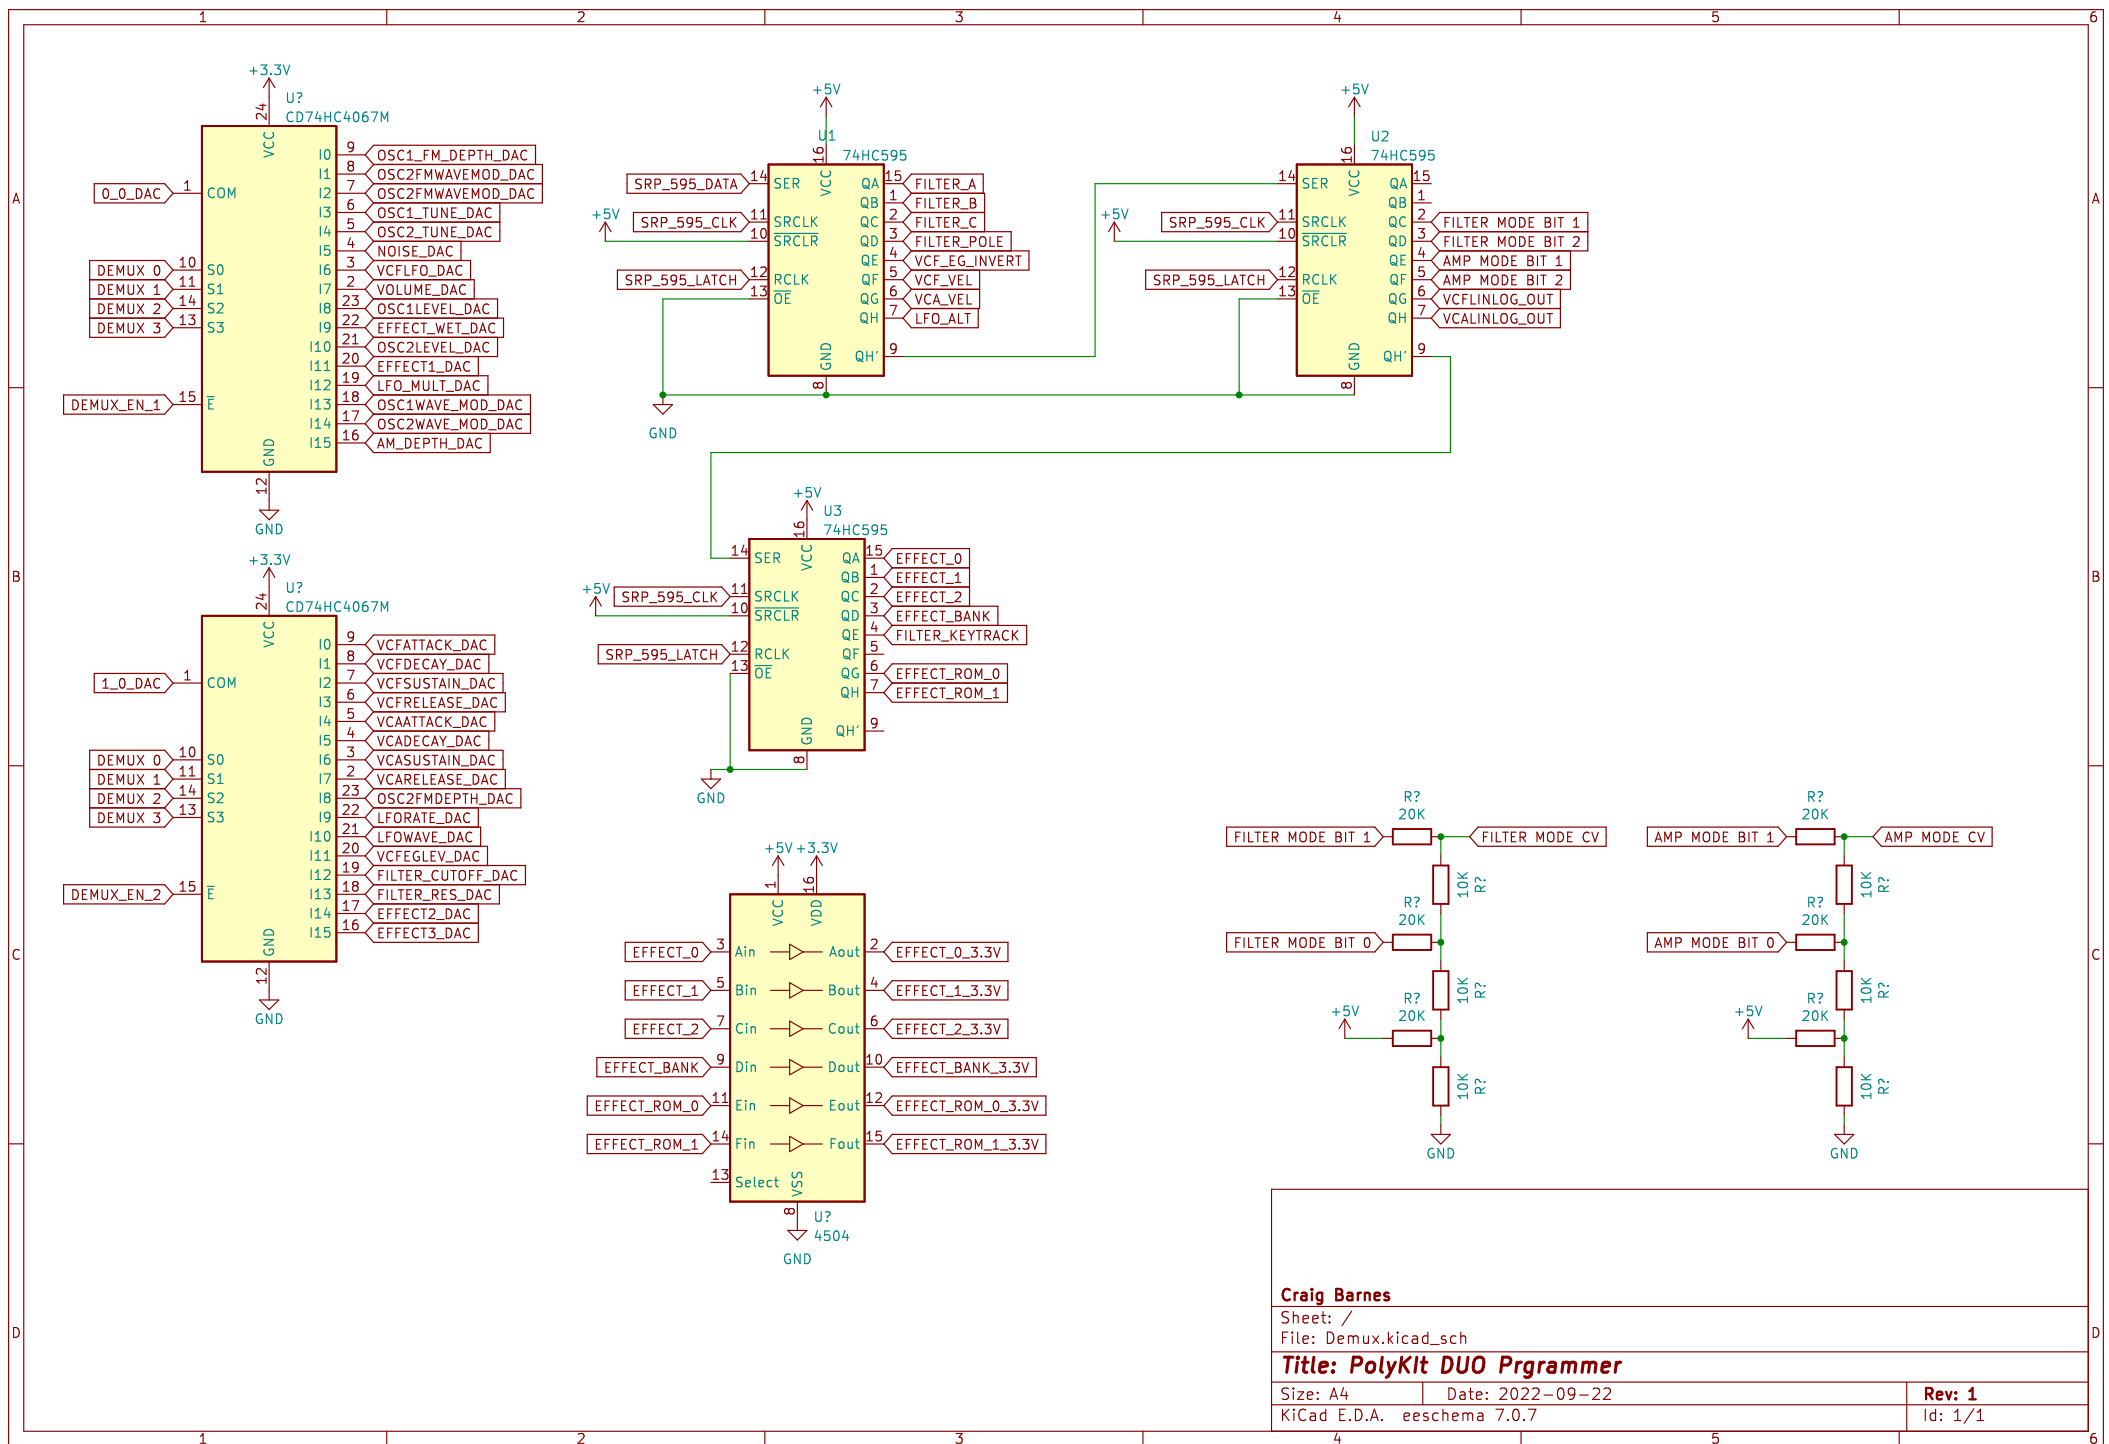 1 2 3 4 5 6
A
B
C
D
A
B
C
D
1 2 3 4 5 6
+3.3V
U?
CD74HC4067M
24
VCC
0_0_DAC 1 COM
DEMUX 0 10 S0
DEMUX 1 11 S1
DEMUX 2 14 S2
DEMUX 3 13 S3
DEMUX_EN_1 15 E
I0 9 OSC1_FM_DEPTH_DAC
I1 8 OSC2FMWAVEMOD_DAC
I2 7 OSC2FMWAVEMOD_DAC
I3 6 OSC1_TUNE_DAC
I4 5 OSC2_TUNE_DAC
I5 4 NOISE_DAC
I6 3 VCFLFO_DAC
I7 2 VOLUME_DAC
I8 23 OSC1LEVEL_DAC
I9 22 EFFECT_WET_DAC
I10 21 OSC2LEVEL_DAC
I11 20 EFFECT1_DAC
I12 19 LFO_MULT_DAC
I13 18 OSC1WAVE_MOD_DAC
I14 17 OSC2WAVE_MOD_DAC
I15 16 AM_DEPTH_DAC
GND
12
GND
+3.3V
U?
CD74HC4067M
24
VCC
1_0_DAC 1 COM
DEMUX 0 10 S0
DEMUX 1 11 S1
DEMUX 2 14 S2
DEMUX 3 13 S3
DEMUX_EN_2 15 E
I0 9 VCFATTACK_DAC
I1 8 VCFDECAY_DAC
I2 7 VCFSUSTAIN_DAC
I3 6 VCFRELEASE_DAC
I4 5 VCAATTACK_DAC
I5 4 VCADECAY_DAC
I6 3 VCASUSTAIN_DAC
I7 2 VCARELEASE_DAC
I8 23 OSC2FMDEPTH_DAC
I9 22 LFORATE_DAC
I10 21 LFOWAVE_DAC
I11 20 VCFEGLEV_DAC
I12 19 FILTER_CUTOFF_DAC
I13 18 FILTER_RES_DAC
I14 17 EFFECT2_DAC
I15 16 EFFECT3_DAC
GND
12
GND
+5V
U1
74HC595
16
VCC
SRP_595_DATA 14 SER
SRP_595_CLK 11 SRCLK
+5V
10 SRCLR
SRP_595_LATCH 12 RCLK
13 OE
QA 15 FILTER_A
QB 1 FILTER_B
QC 2 FILTER_C
QD 3 FILTER_POLE
QE 4 VCF_EG_INVERT
QF 5 VCF_VEL
QG 6 VCA_VEL
QH 7 LFO_ALT
QH' 9
GND
8
GND
+5V
U2
74HC595
16
VCC
14 SER
SRP_595_CLK 11 SRCLK
+5V
10 SRCLR
SRP_595_LATCH 12 RCLK
13 OE
QA 15
QB 1
QC 2 FILTER MODE BIT 1
QD 3 FILTER MODE BIT 2
QE 4 AMP MODE BIT 1
QF 5 AMP MODE BIT 2
QG 6 VCFLINLOG_OUT
QH 7 VCALINLOG_OUT
QH' 9
GND
8
+5V
U3
74HC595
16
VCC
14 SER
SRP_595_CLK 11 SRCLK
+5V
10 SRCLR
SRP_595_LATCH 12 RCLK
13 OE
QA 15 EFFECT_0
QB 1 EFFECT_1
QC 2 EFFECT_2
QD 3 EFFECT_BANK
QE 4 FILTER_KEYTRACK
QF 5
QG 6 EFFECT_ROM_0
QH 7 EFFECT_ROM_1
QH' 9
GND
8
GND
+5V +3.3V
1 16
VCC VDD
EFFECT_0 3 Ain Aout 2 EFFECT_0_3.3V
EFFECT_1 5 Bin Bout 4 EFFECT_1_3.3V
EFFECT_2 7 Cin Cout 6 EFFECT_2_3.3V
EFFECT_BANK 9 Din Dout 10 EFFECT_BANK_3.3V
EFFECT_ROM_0 11 Ein Eout 12 EFFECT_ROM_0_3.3V
EFFECT_ROM_1 14 Fin Fout 15 EFFECT_ROM_1_3.3V
13 Select
VSS
8
U?
4504
GND
R?
20K
FILTER MODE BIT 1 FILTER MODE CV
10K
R?
R?
20K
FILTER MODE BIT 0
10K
R?
R?
20K
+5V
10K
R?
GND
R?
20K
AMP MODE BIT 1 AMP MODE CV
10K
R?
R?
20K
AMP MODE BIT 0
10K
R?
R?
20K
+5V
10K
R?
GND
Craig Barnes
Sheet: /
File: Demux.kicad_sch
Title: PolyKIt DUO Prgrammer
Size: A4 Date: 2022-09-22 Rev: 1
KiCad E.D.A. eeschema 7.0.7 Id: 1/1